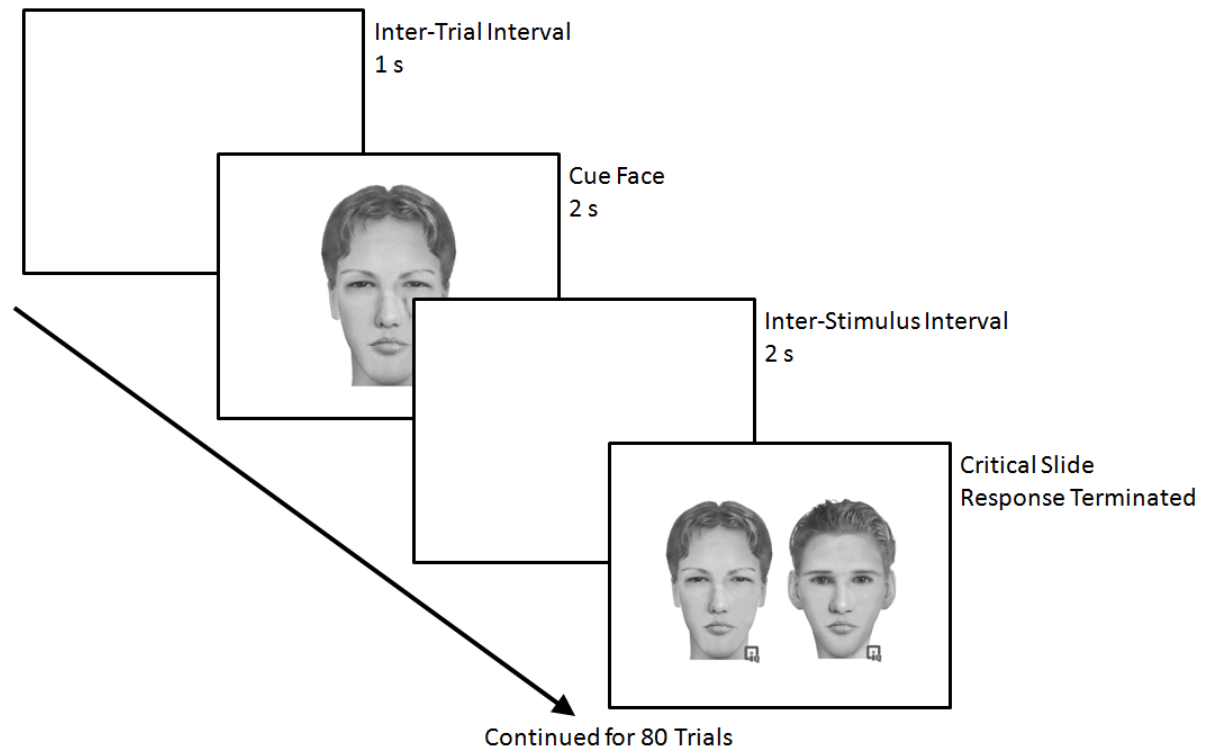 Inter-Trial Interval
1 s
Cue Face
2 s
Inter-Stimulus Interval
2 s
Critical Slide
Response Terminated
Continued for 80 Trials